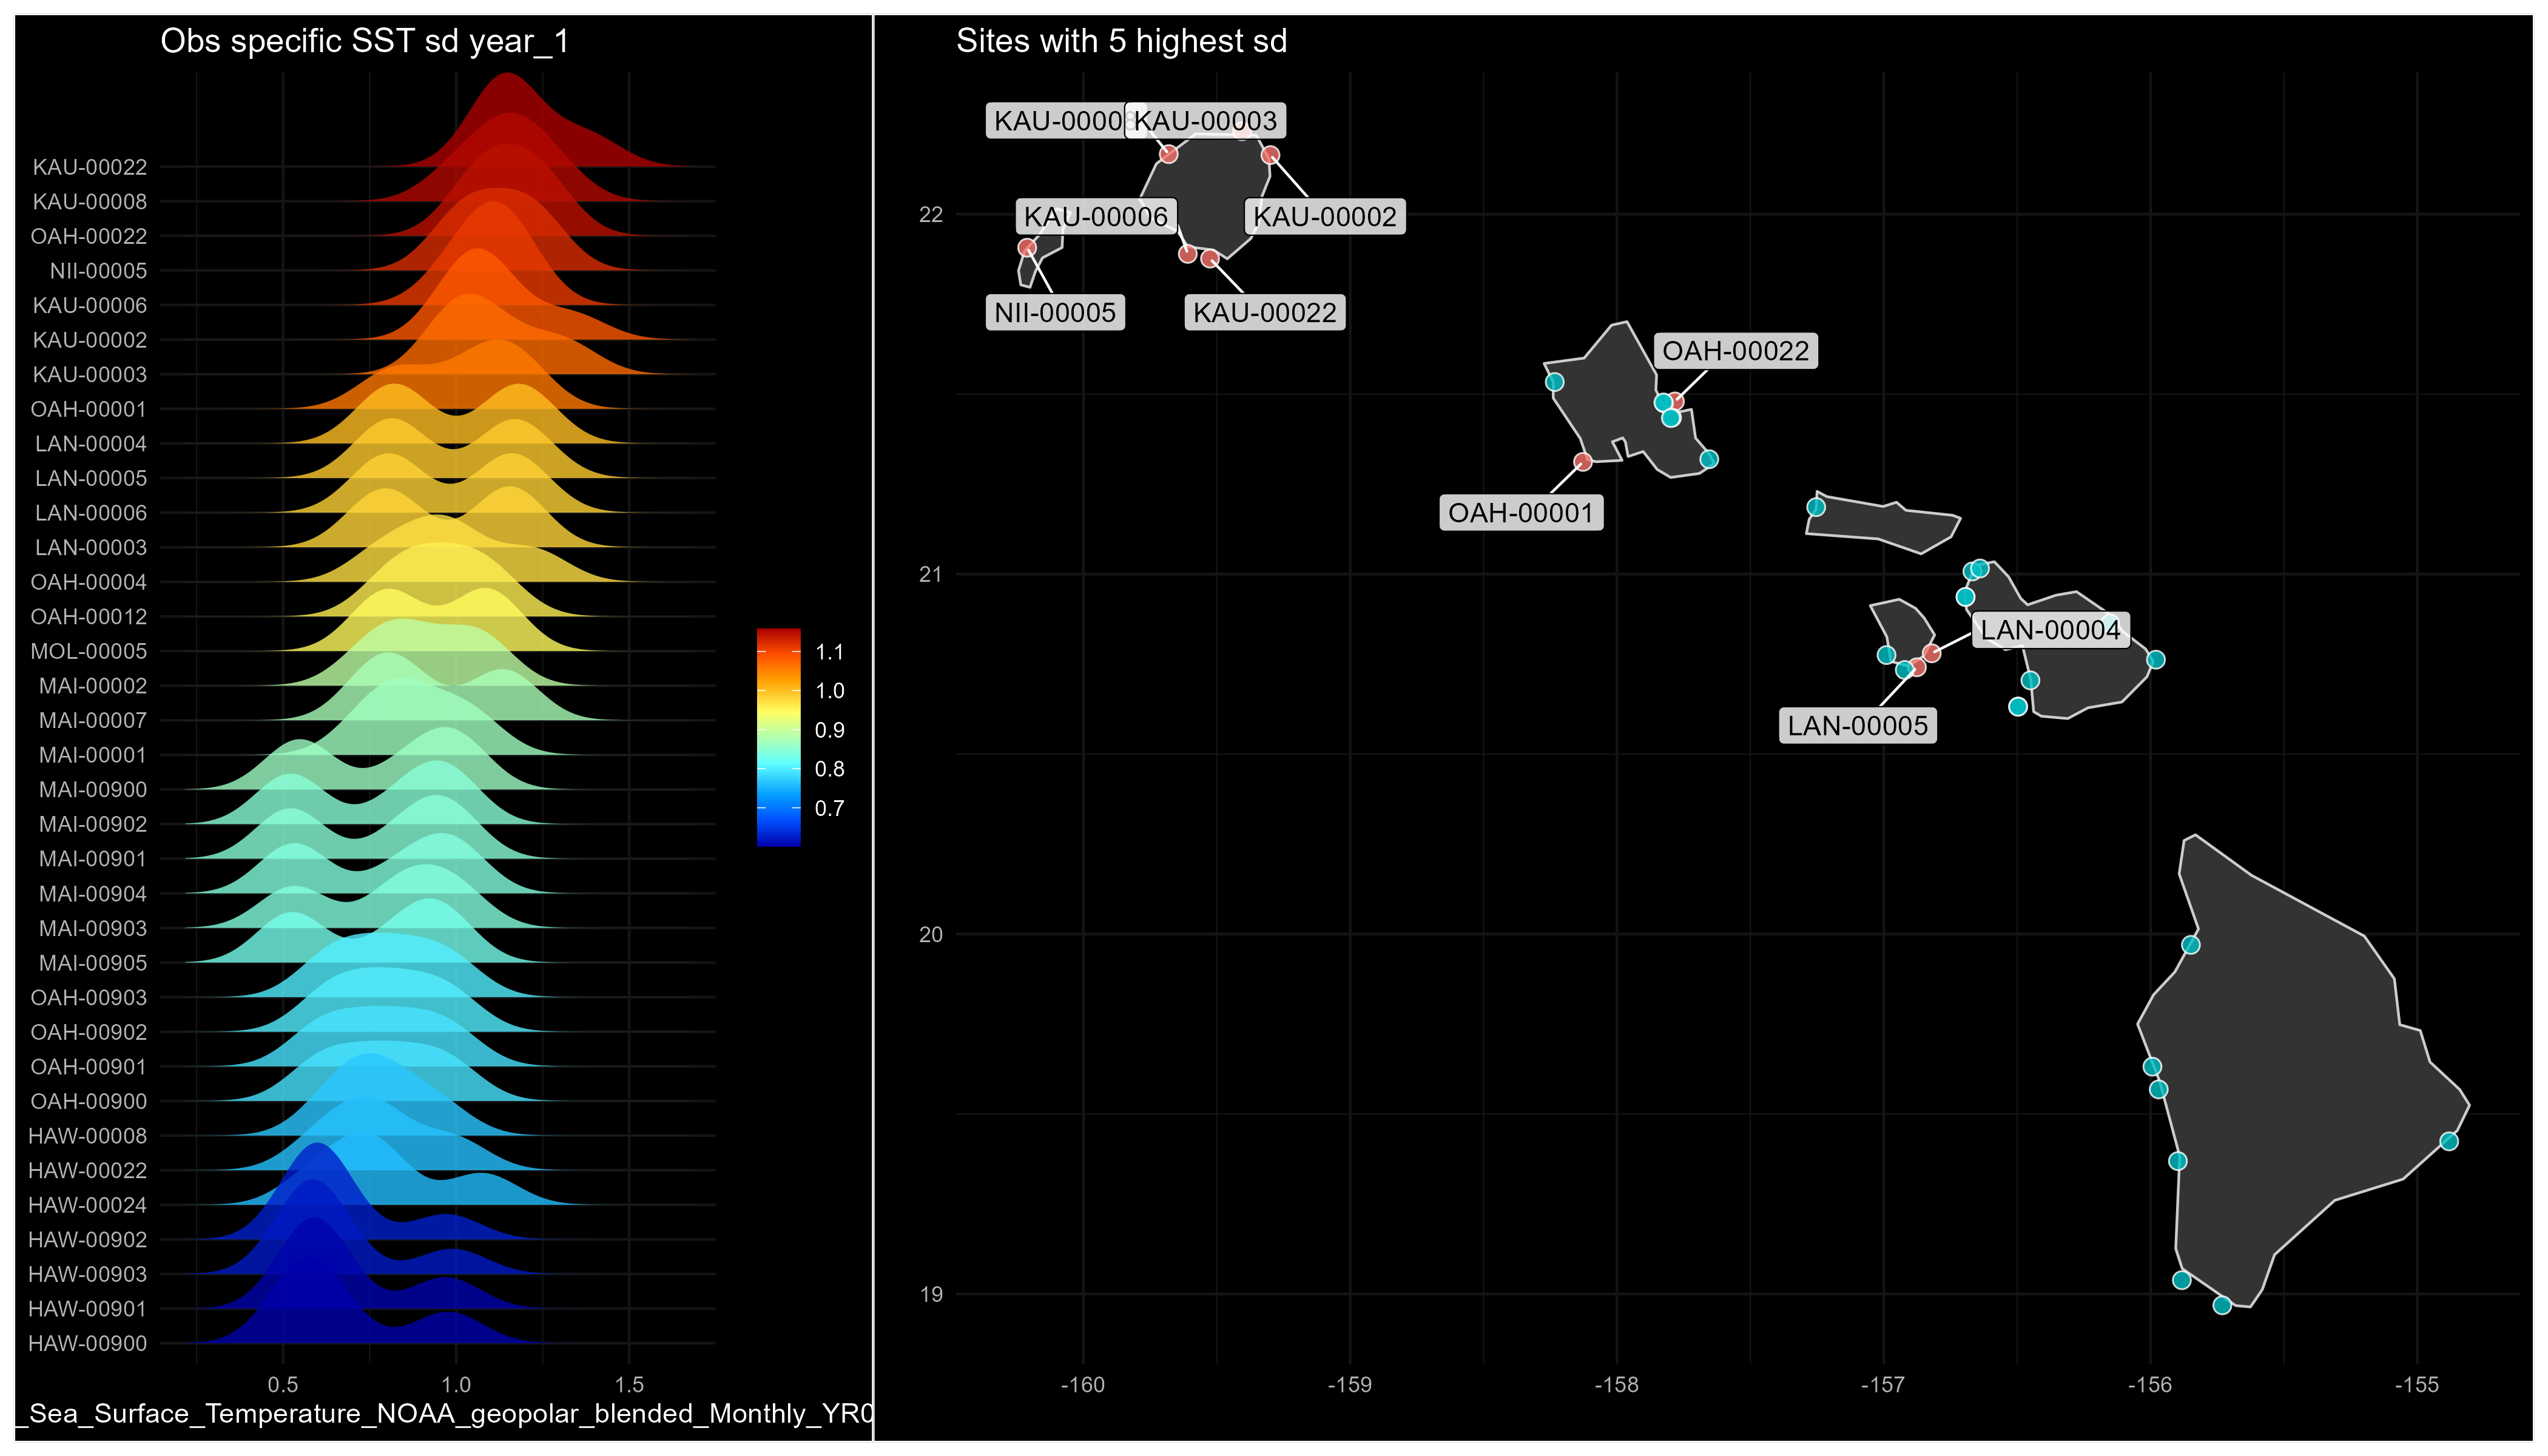 Obs specific SST sd year_1
KAU-00022
KAU-00008
OAH-00022
NII-00005
KAU-00006
KAU-00002
KAU-00003
OAH-00001
LAN-00004
LAN-00005
LAN-00006
LAN-00003
OAH-00004
OAH-00012
MOL-00005
MAI-00002
MAI-00007
MAI-00001
MAI-00900
MAI-00902
MAI-00901
MAI-00904
MAI-00903
MAI-00905
OAH-00903
OAH-00902
OAH-00901
OAH-00900
HAW-00008
HAW-00022
HAW-00024
HAW-00902
HAW-00903
HAW-00901
HAW-00900
0.5 1.0 1.5
_Sea_Surface_Temperature_NOAA_geopolar_blended_Monthly_YR0
1.1
1.0
0.9
0.8
0.7
Sites with 5 highest sd
KAU-00008 KAU-00003
KAU-00006 KAU-00002
NII-00005 KAU-00022
OAH-00022
OAH-00001
LAN-00004
LAN-00005
22
21
20
19
-160 -159 -158 -157 -156 -155